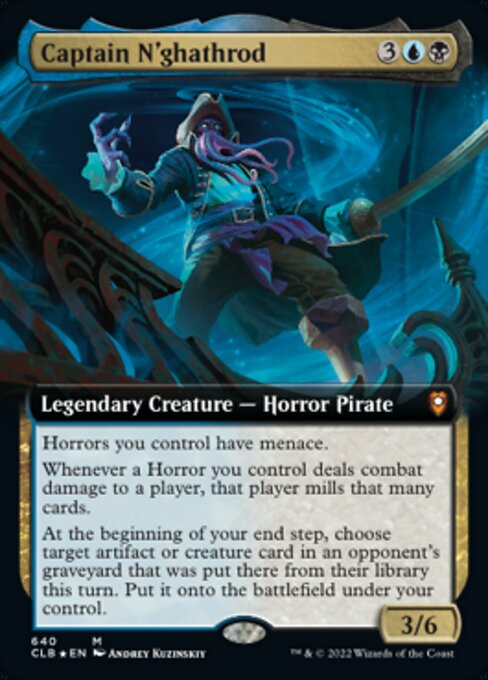 Captain N'ghathrod 3
Legendary Creature — Horror Pirate
Horrors you control have menace.
Whenever a Horror you control deals combat
damage to a player, that player mills that many
cards.
At the beginning of your end step, choose
target artifact or creature card in an opponent's
graveyard that was put there from their library
this turn. Put it onto the battlefield under your
control.
3/6
640 M
CLB ★ EN Andrey Kuzinskiy
™ & © 2022 Wizards of the Coast